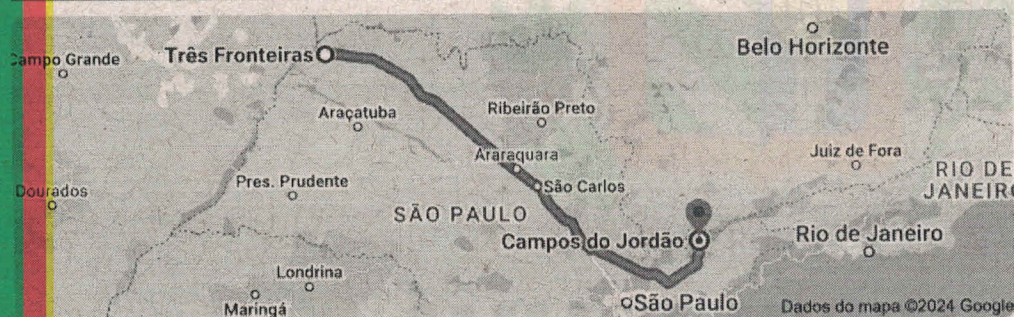 Belo Horizonte
Três Fronteiras
Campo Grande
Araçatuba
Ribeirão Preto
Araraquara
Juiz de Fora
RIO DE
JANEIRO
Pres. Prudente
São Carlos
Dourados
SÃO PAULO
Campos do Jordão
Rio de Janeiro
Londrina
Maringá
São Paulo
Dados do mapa ©2024 Google